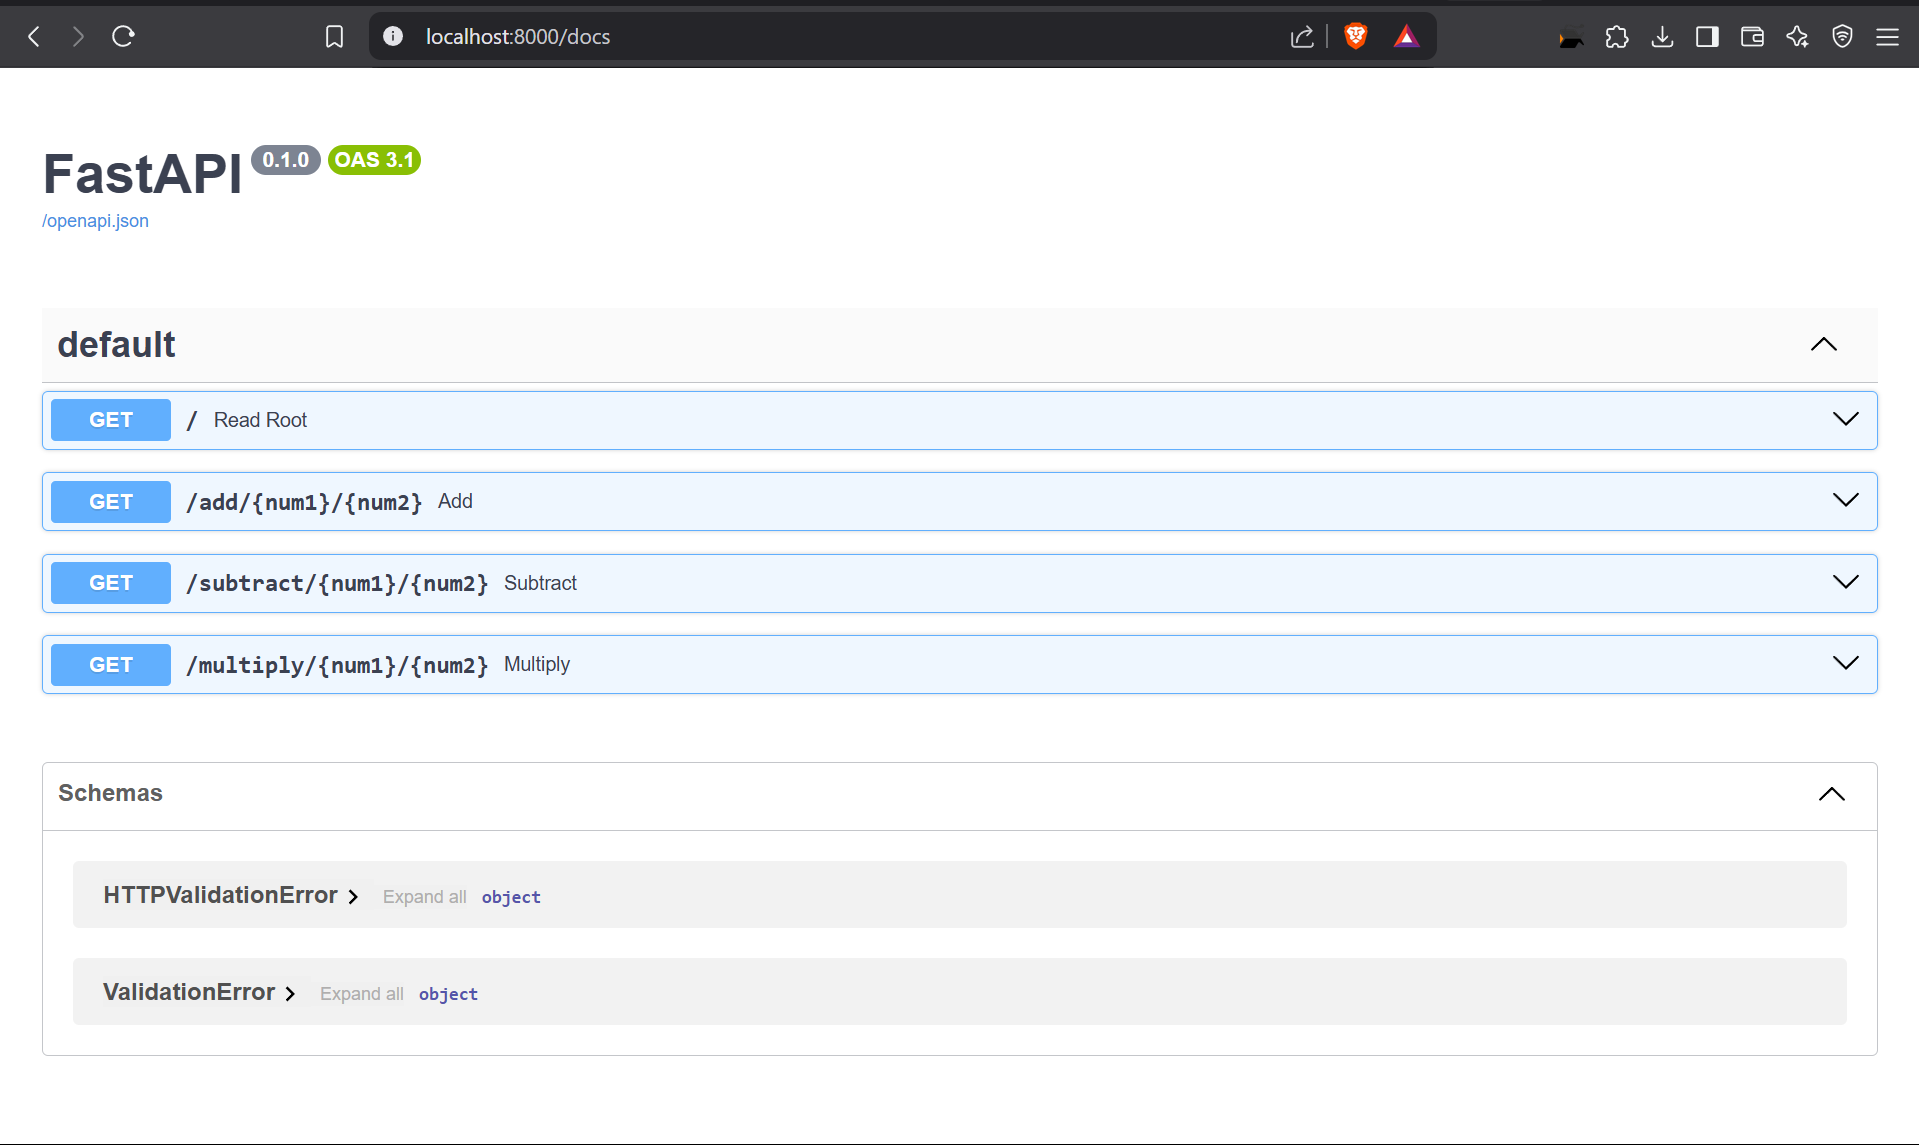 localhost:8000/docs
FastAPI 0.1.0 OAS 3.1
/openapi.json
default
GET / Read Root
GET /add/{num1}/{num2} Add
GET /subtract/{num1}/{num2} Subtract
GET /multiply/{num1}/{num2} Multiply
Schemas
HTTPValidationError Expand all object
ValidationError Expand all object